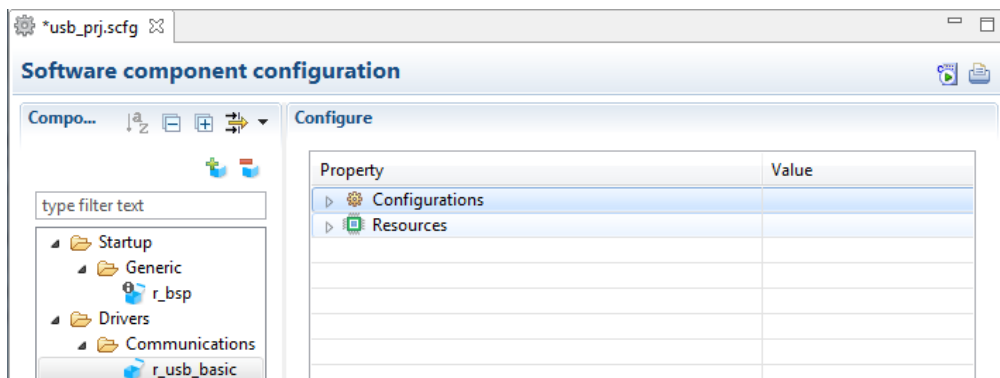 *usb_prj.scfg
Software component configuration
Compo...
Configure
type filter text
Property Value
Configurations
Resources
Startup
Generic
r_bsp
Drivers
Communications
r_usb_basic